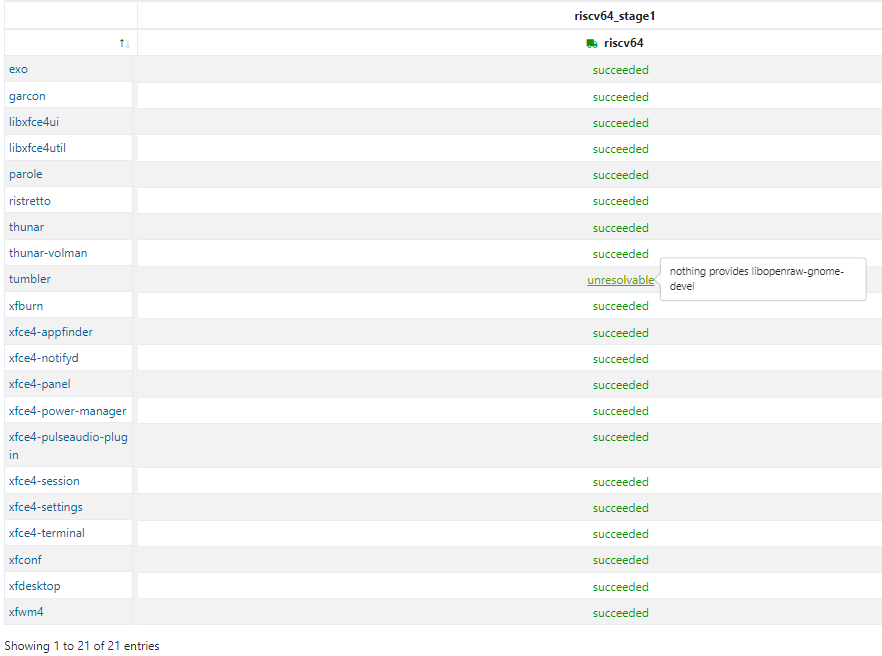 riscv64_stage1
riscv64
exo succeeded
garcon succeeded
libxfce4ui succeeded
libxfce4util succeeded
parole succeeded
ristretto succeeded
thunar succeeded
thunar-volman succeeded
tumbler unresolvable nothing provides libopenraw-gnome-
devel
xfburn succeeded
xfce4-appfinder succeeded
xfce4-notifyd succeeded
xfce4-panel succeeded
xfce4-power-manager succeeded
xfce4-pulseaudio-plug succeeded
in
xfce4-session succeeded
xfce4-settings succeeded
xfce4-terminal succeeded
xfconf succeeded
xfdesktop succeeded
xfwm4 succeeded
Showing 1 to 21 of 21 entries